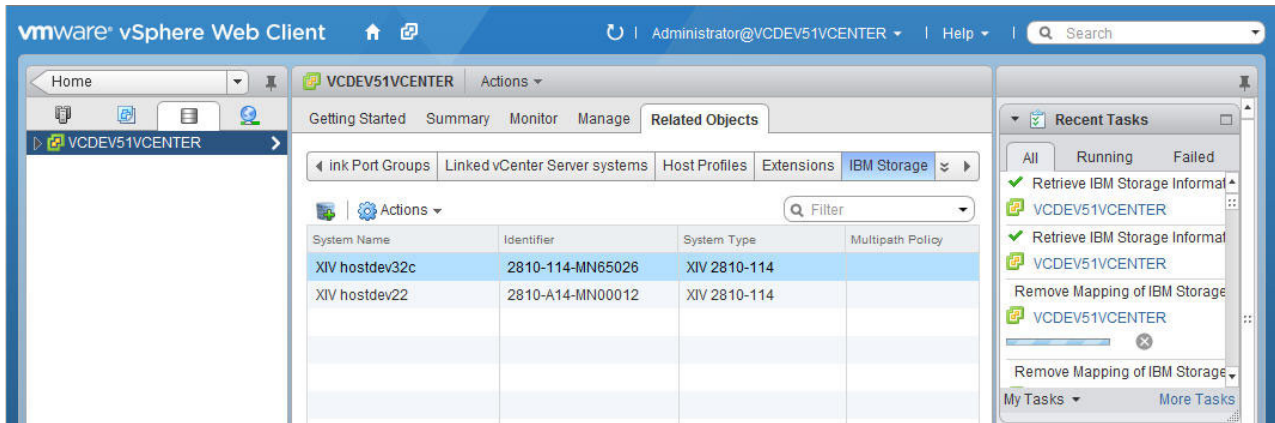 vmware® vSphere Web Client
Administrator@VCDEV51VCENTER
Help
Search
Home
VCDEV51VCENTER
VCDEV51VCENTER
Actions
Getting Started
Summary
Monitor
Manage
Related Objects
ink Port Groups
Linked vCenter Server systems
Host Profiles
Extensions
IBM Storage
Actions
Filter
System Name
Identifier
System Type
Multipath Policy
XIV hostdev32c
2810-114-MN65026
XIV 2810-114
XIV hostdev22
2810-A14-MN00012
XIV 2810-114
Recent Tasks
All
Running
Failed
Retrieve IBM Storage Informat
VCDEV51VCENTER
Retrieve IBM Storage Informat
VCDEV51VCENTER
Remove Mapping of IBM Storage
VCDEV51VCENTER
Remove Mapping of IBM Storage
My Tasks
More Tasks